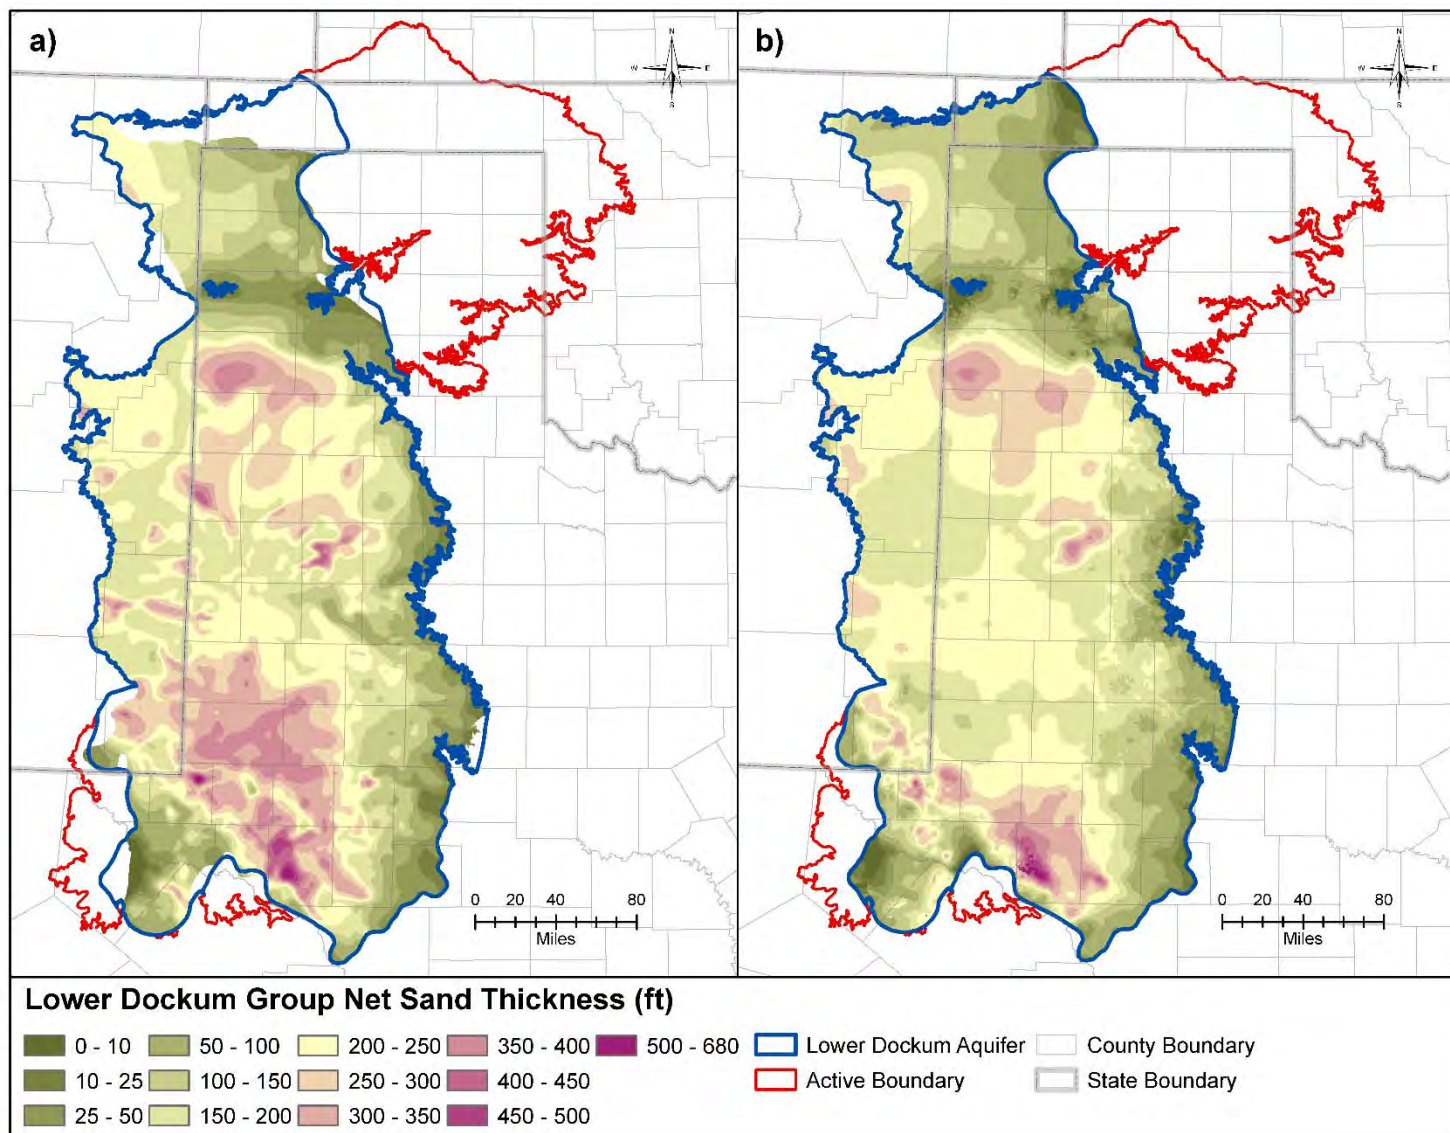 a)
N
W E
S
0 20 40 80
Miles
b)
N
W E
S
0 20 40 80
Miles
Lower Dockum Group Net Sand Thickness (ft)
0 - 10 50 - 100 200 - 250 350 - 400 500 - 680 Lower Dockum Aquifer County Boundary
10 - 25 100 - 150 250 - 300 400 - 450 Active Boundary State Boundary
25 - 50 150 - 200 300 - 350 450 - 500